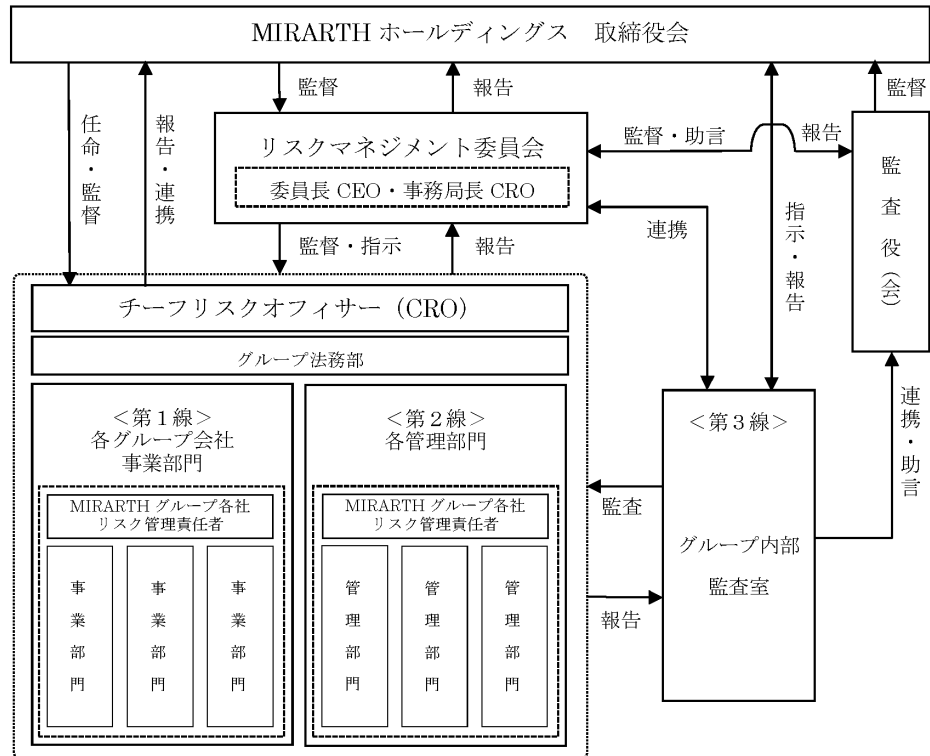 MIRARTH ホールディングス　取締役会
任命・監督
報告・連携
監督
報告
監督
リスクマネジメント委員会
委員長 CEO・事務局長 CRO
監督・助言
報告
監査役（会）
連携
指示・報告
監督・指示
報告
チーフリスクオフィサー（CRO）
グループ法務部
＜第１線＞
各グループ会社
事業部門
MIRARTH グループ各社
リスク管理責任者
事業部門
事業部門
事業部門
＜第２線＞
各管理部門
MIRARTH グループ各社
リスク管理責任者
管理部門
管理部門
管理部門
監査
報告
＜第３線＞
グループ内部
監査室
連携・助言